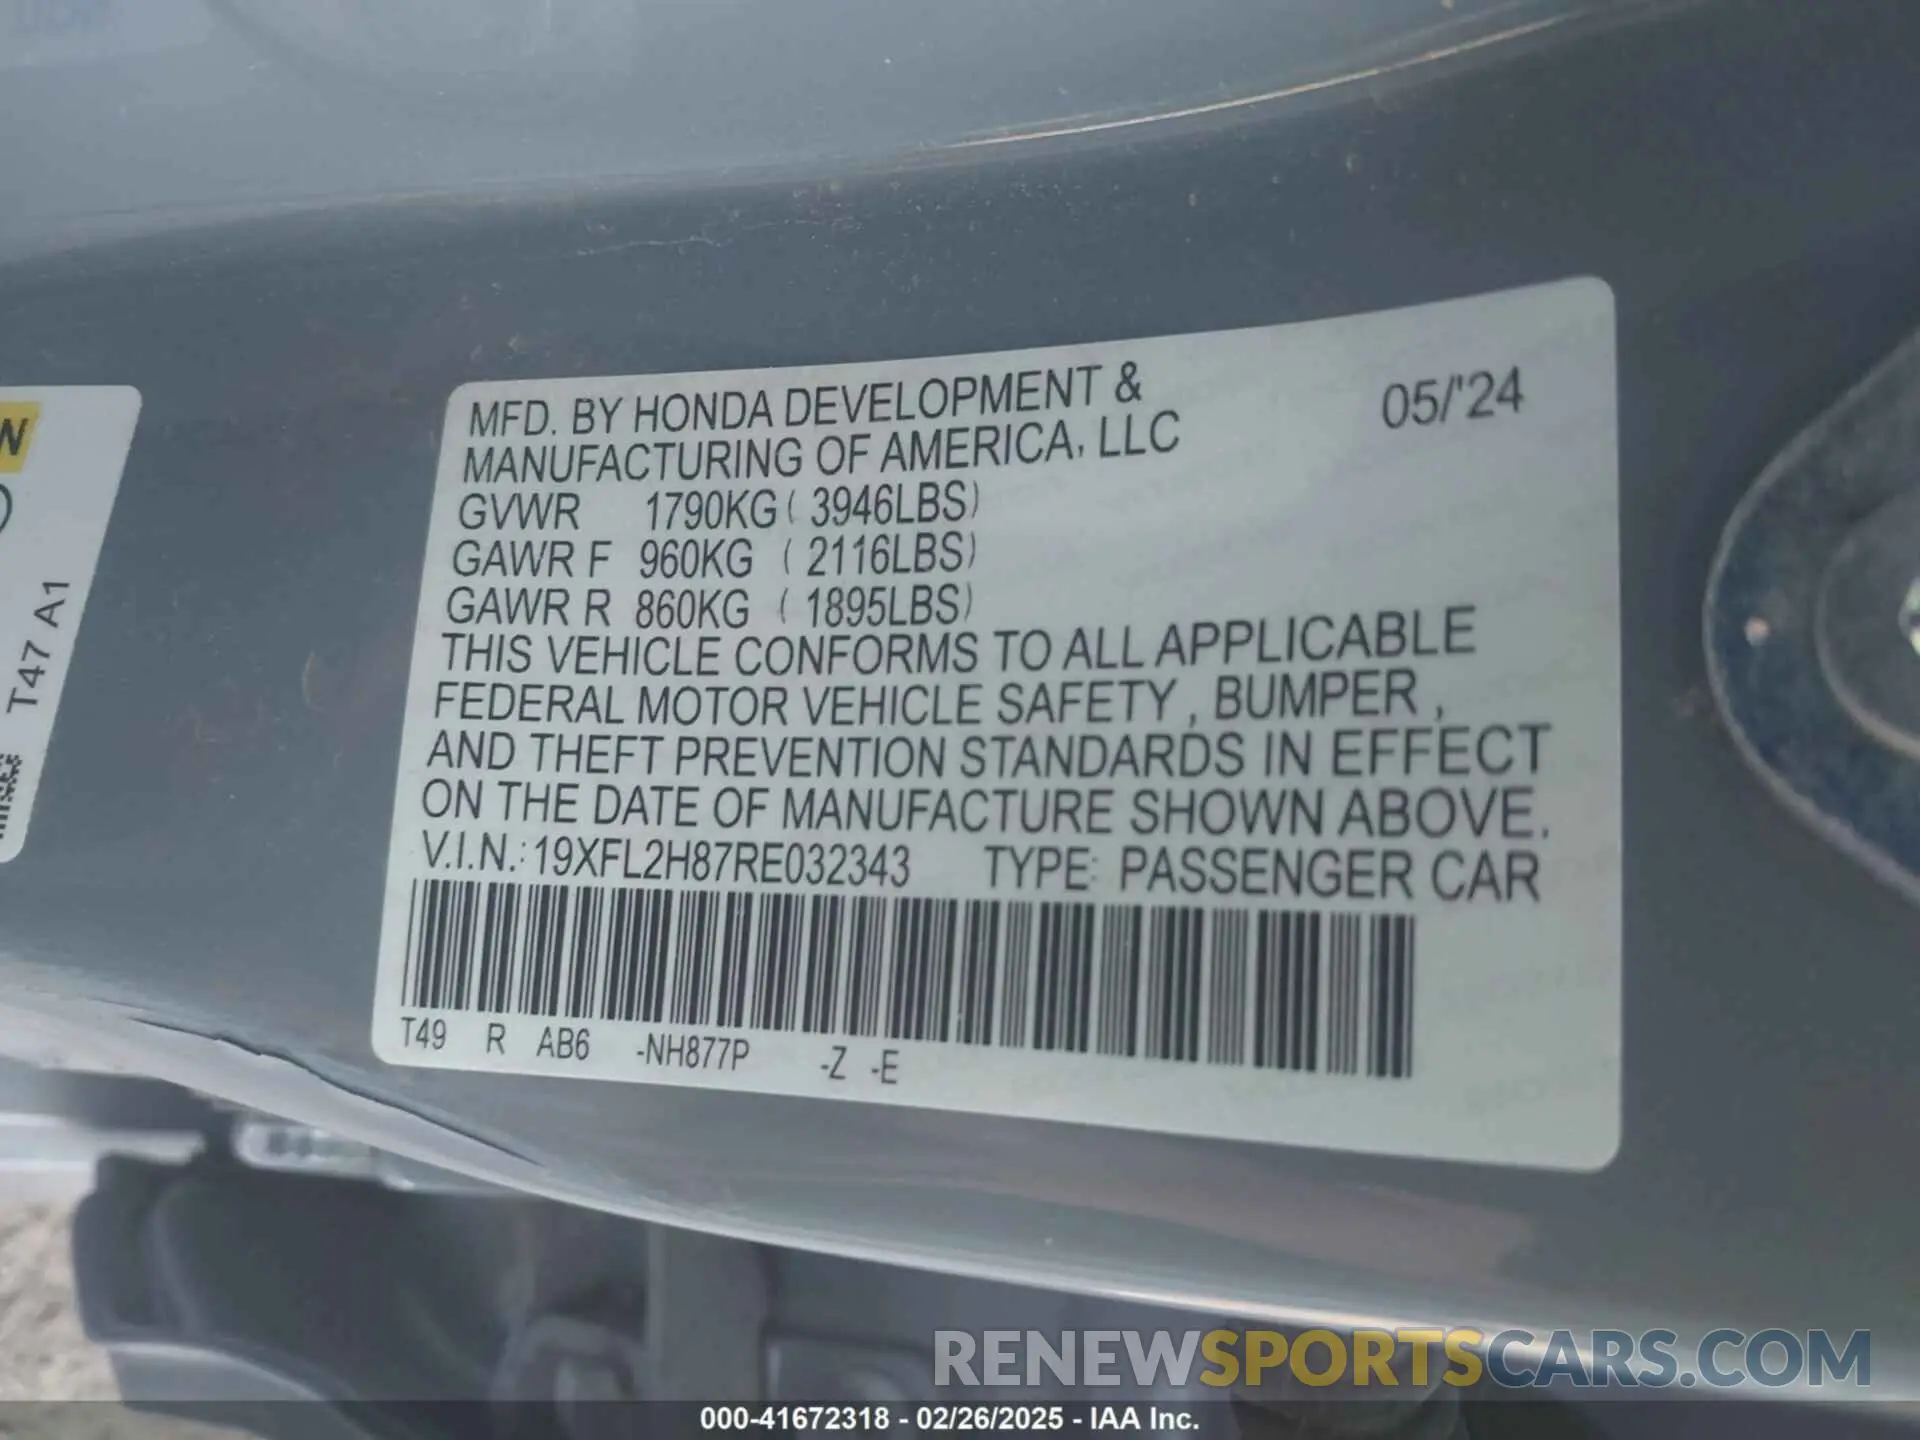 MFD. BY HONDA DEVELOPMENT & 05/'24
MANUFACTURING OF AMERICA, LLC
GVWR 1790KG ( 3946LBS)
GAWR F 960KG ( 2116LBS)
GAWR R 860KG ( 1895LBS)
THIS VEHICLE CONFORMS TO ALL APPLICABLE
FEDERAL MOTOR VEHICLE SAFETY , BUMPER ,
AND THEFT PREVENTION STANDARDS IN EFFECT
ON THE DATE OF MANUFACTURE SHOWN ABOVE.
V.I.N.: 19XFL2H87RE032343 TYPE: PASSENGER CAR
T49 R AB6 -NH877P -Z -E
T47 A1
RENEWSPORTSCARS.COM
000-41672318 - 02/26/2025 - IAA Inc.